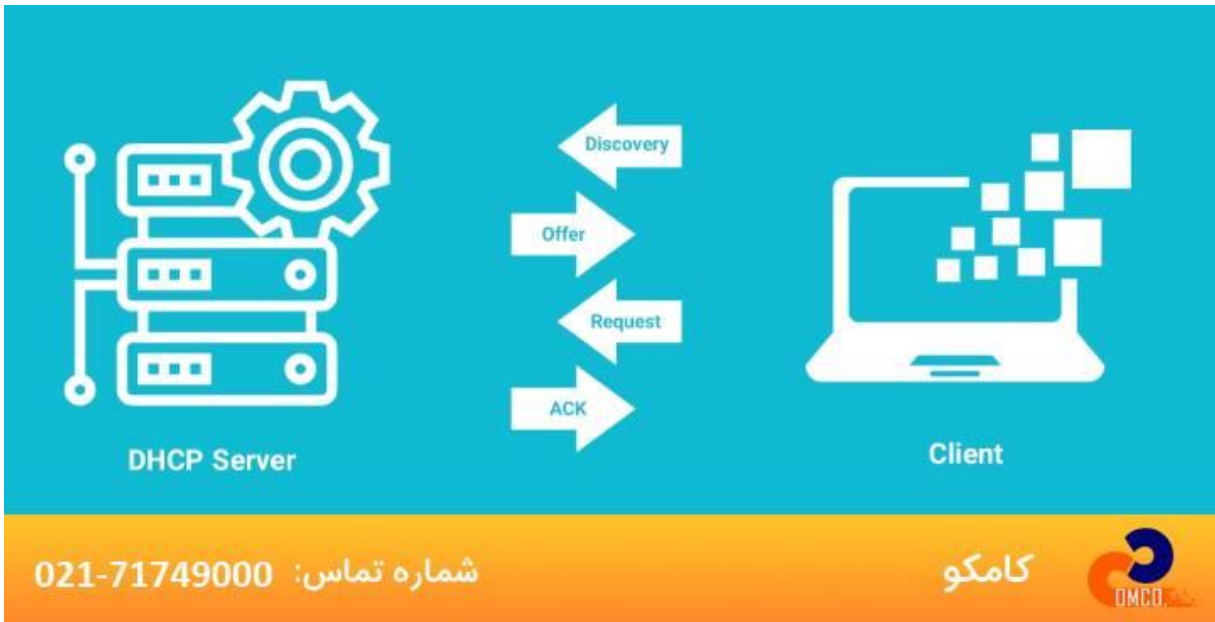 Discovery
Offer
Request
ACK
DHCP Server
Client
کامکو
شماره تماس: 021-71749000
OMCO